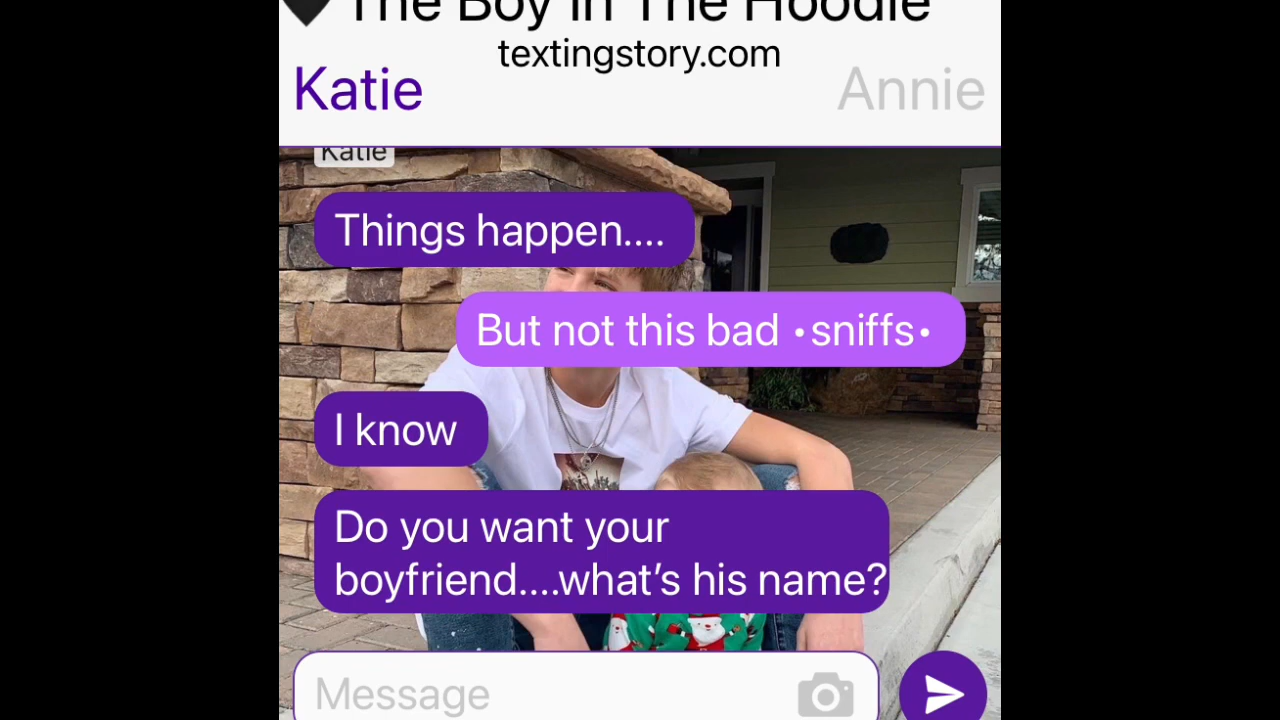 🖤The Boy In The Hoodie
textingstory.com
Katie
Annie
Katie
Things happen....
But not this bad •sniffs•
I know
Do you want your
boyfriend....what’s his name?
Message